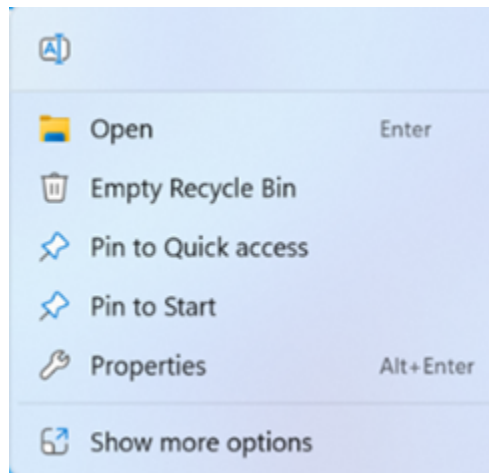 Open Enter
Empty Recycle Bin
Pin to Quick access
Pin to Start
Properties Alt+Enter
Show more options